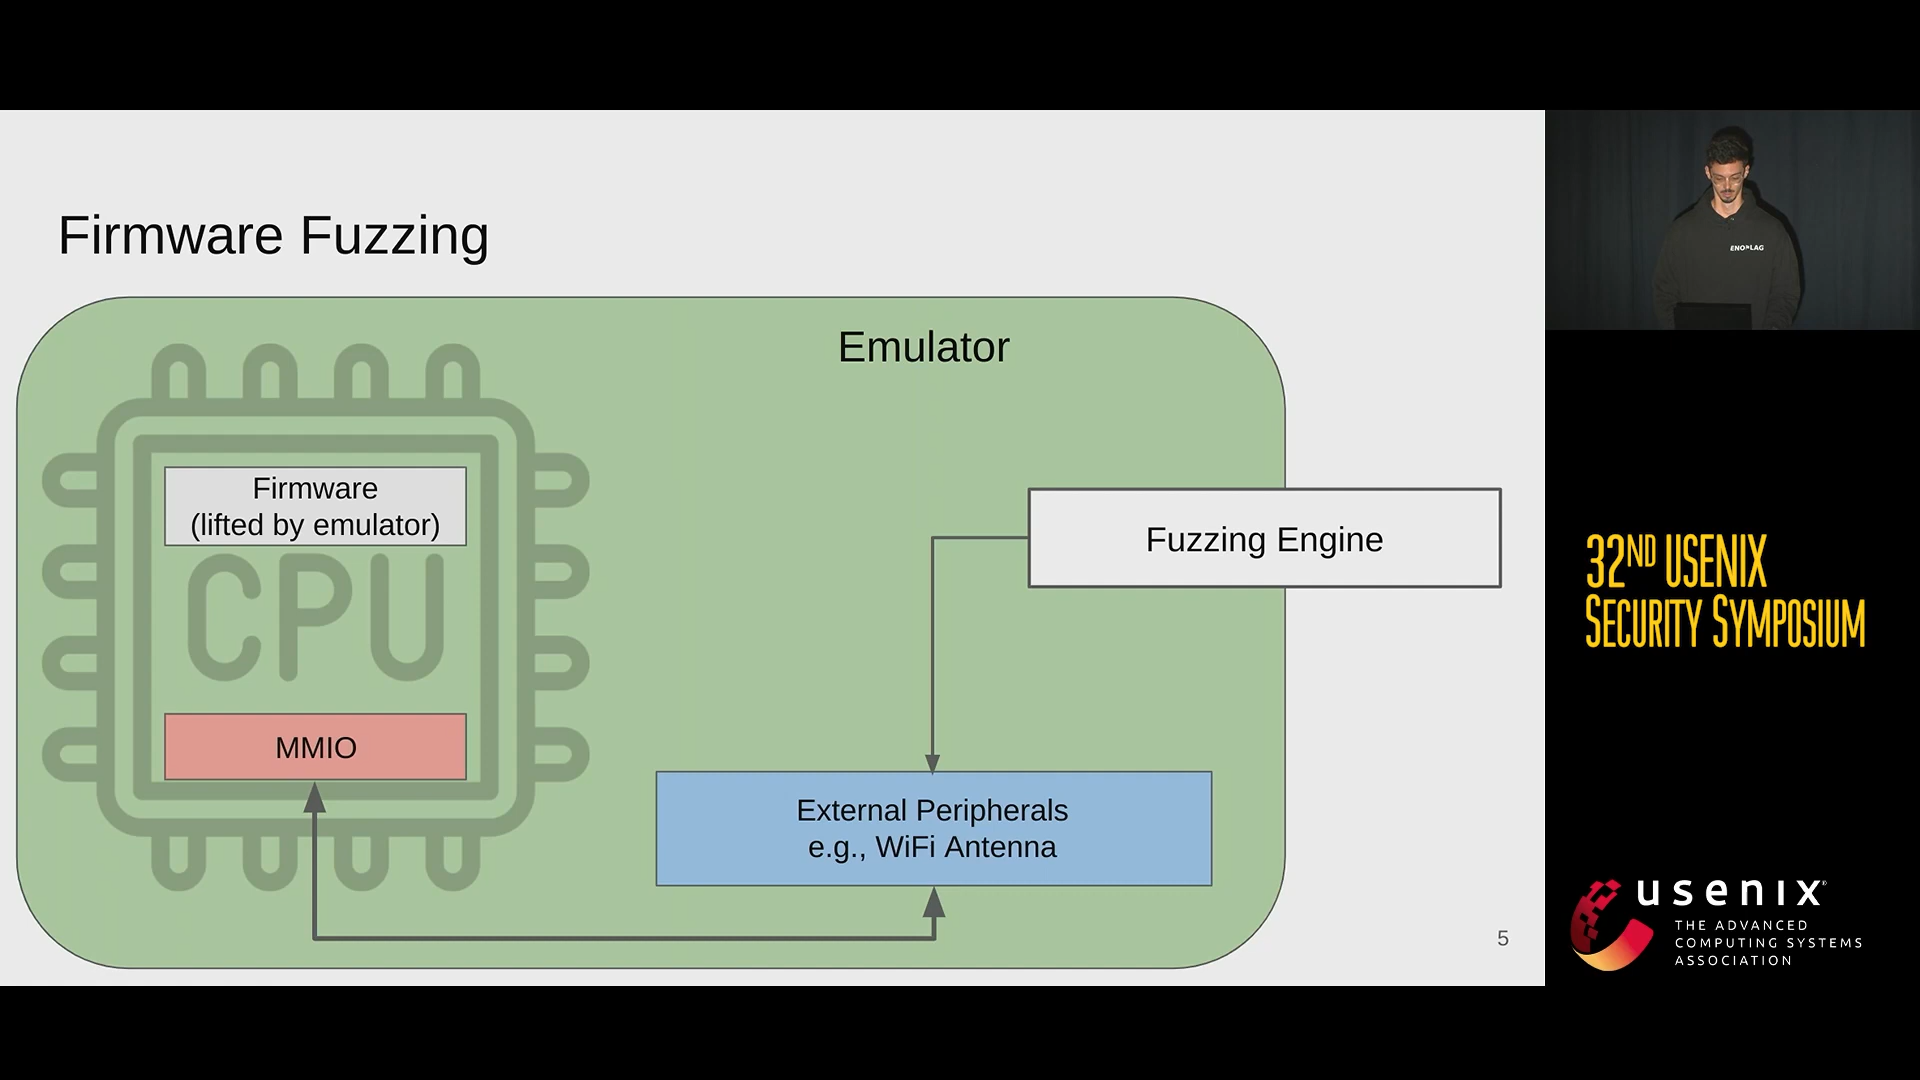 Firmware Fuzzing
Emulator
Firmware
(lifted by emulator)
CPU
MMIO
Fuzzing Engine
External Peripherals
e.g., WiFi Antenna
5
32ND USENIX
SECURITY SYMPOSIUM
usenix
THE ADVANCED
COMPUTING SYSTEMS
ASSOCIATION